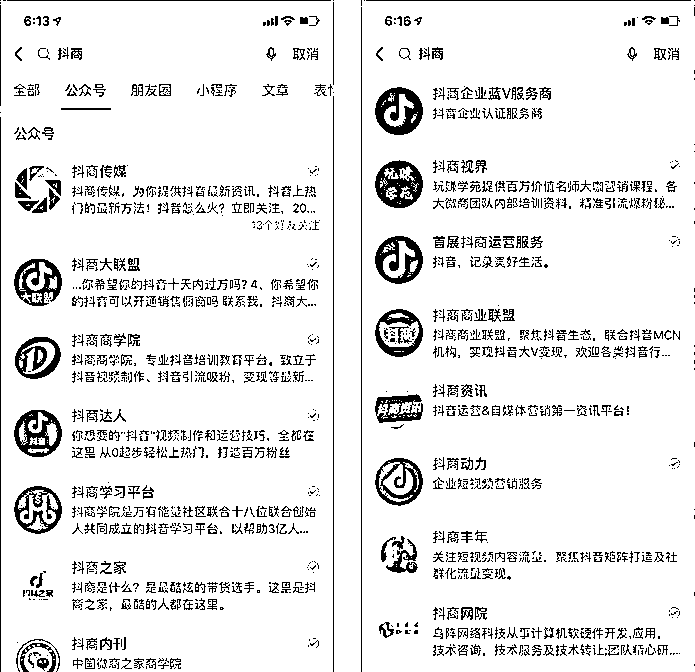 6:13
抖商
取消
全部
公众号
朋友圈
小程序
文章
表情
公众号
抖商传媒
抖商传媒，为你提供抖音最新资讯，抖音上热
门的最新方法！抖音怎么火？立即关注，20...
13个好友关注
抖商大联盟
...你希望你的抖音十天内过万吗? 4、你希望你
的抖音可以开通销售橱窗吗 联系我，抖商大...
大联盟
抖商商学院
抖商商学院，专业抖音培训教育平台。致立于
抖音视频制作、抖音引流吸粉，变现等最新...
抖商达人
你想要的"抖音"视频制作和运营技巧，全都在
这里 从0起步轻松上热门，打造百万粉丝
抖商学习平台
抖商学院是万有能量社区联合十八位联合创始
人共同成立的抖音学习平台，以帮助3亿人...
抖商之家
抖商是什么？是最酷炫的带货选手。这里是抖
商之家，最酷的人都在这里。
抖商内刊
中国微商之家商学院
6:16
抖商
取消
抖商企业蓝V服务商
抖音企业认证服务商
抖商视界
玩赚学苑提供百万价值名师大咖营销课程，各
大微商团队内部培训资料，精准引流爆粉秘...
玩赚
学苑
首展抖商运营服务
抖音，记录美好生活。
抖商商业联盟
抖商商业联盟，聚焦抖音生态，联合抖音MCN
机构，实现抖音大V变现，欢迎各类抖音行...
抖商
抖商资讯
抖音运营&自媒体营销第一资讯平台！
抖商资讯
抖商动力
企业短视频营销服务
抖商丰年
关注短视频内容流量，聚焦抖音矩阵打造及社
群化流量变现。
抖商网院
乌阵网络科技从事计算机软硬件开发,应用，
技术咨询，技术服务及技术转让;团队精心研...